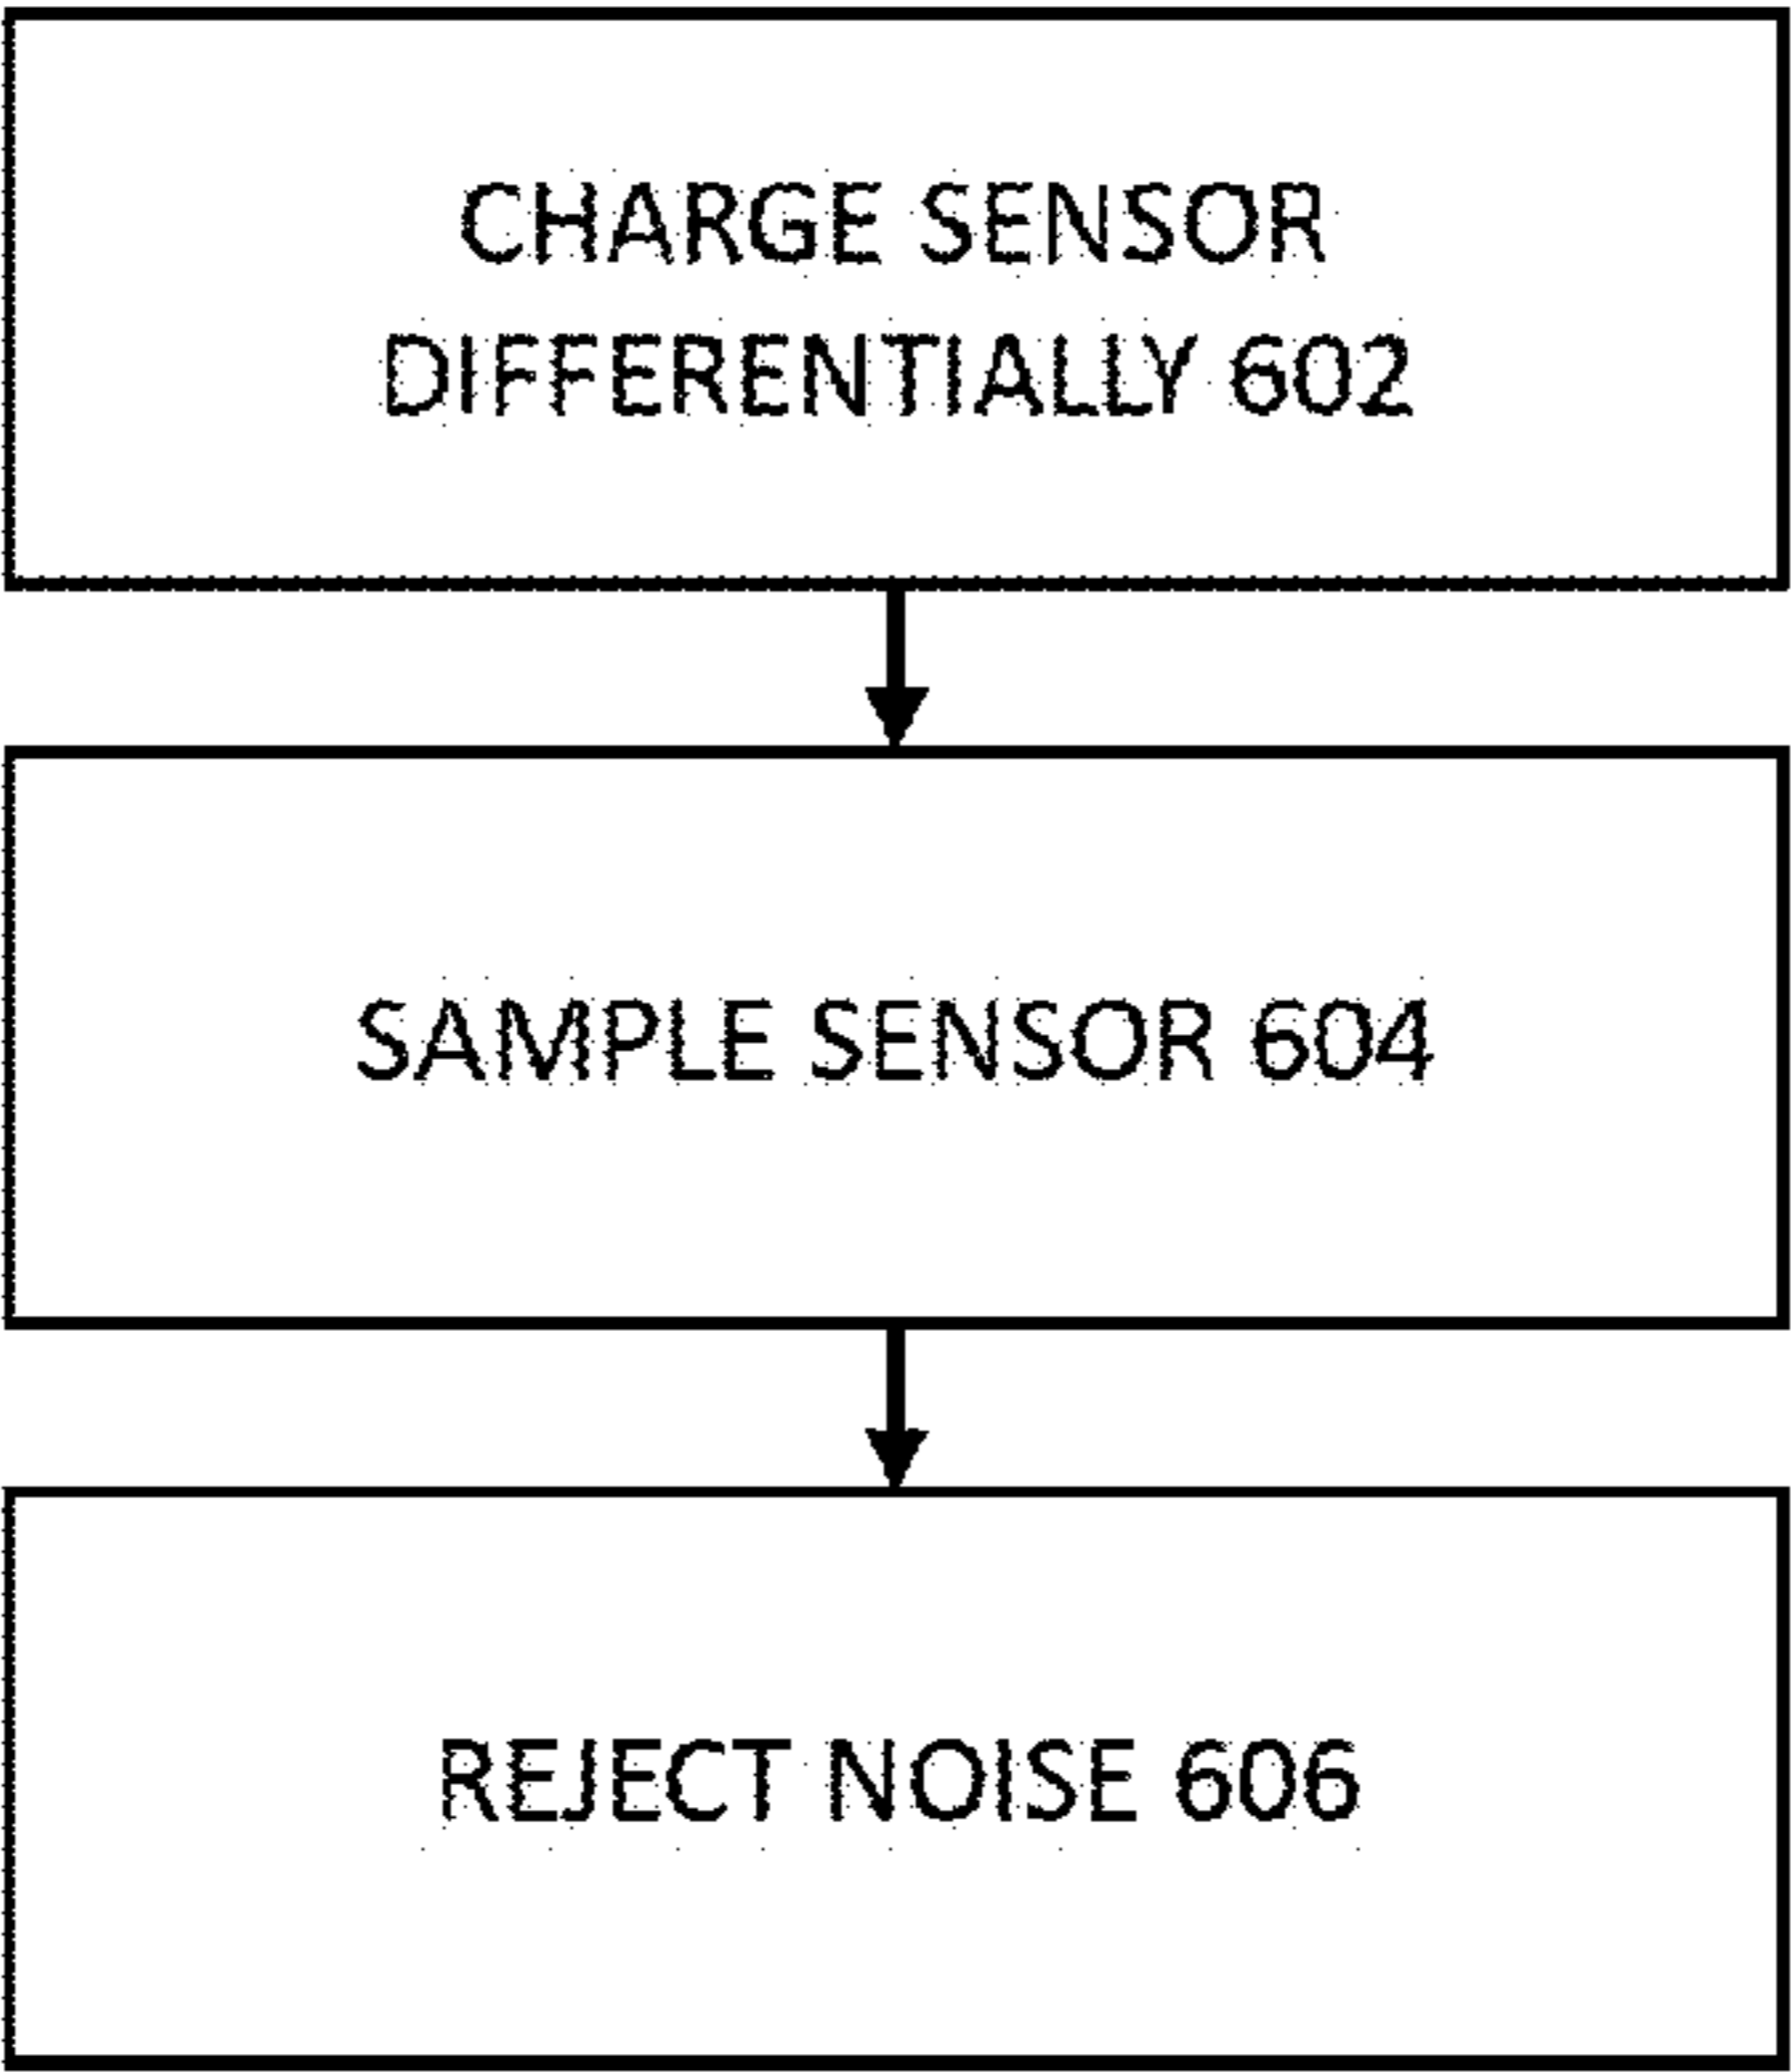 CHARGE SENSOR
DIFFERENTIALLY 602
SAMPLE SENSOR 604
REJECT NOISE 606